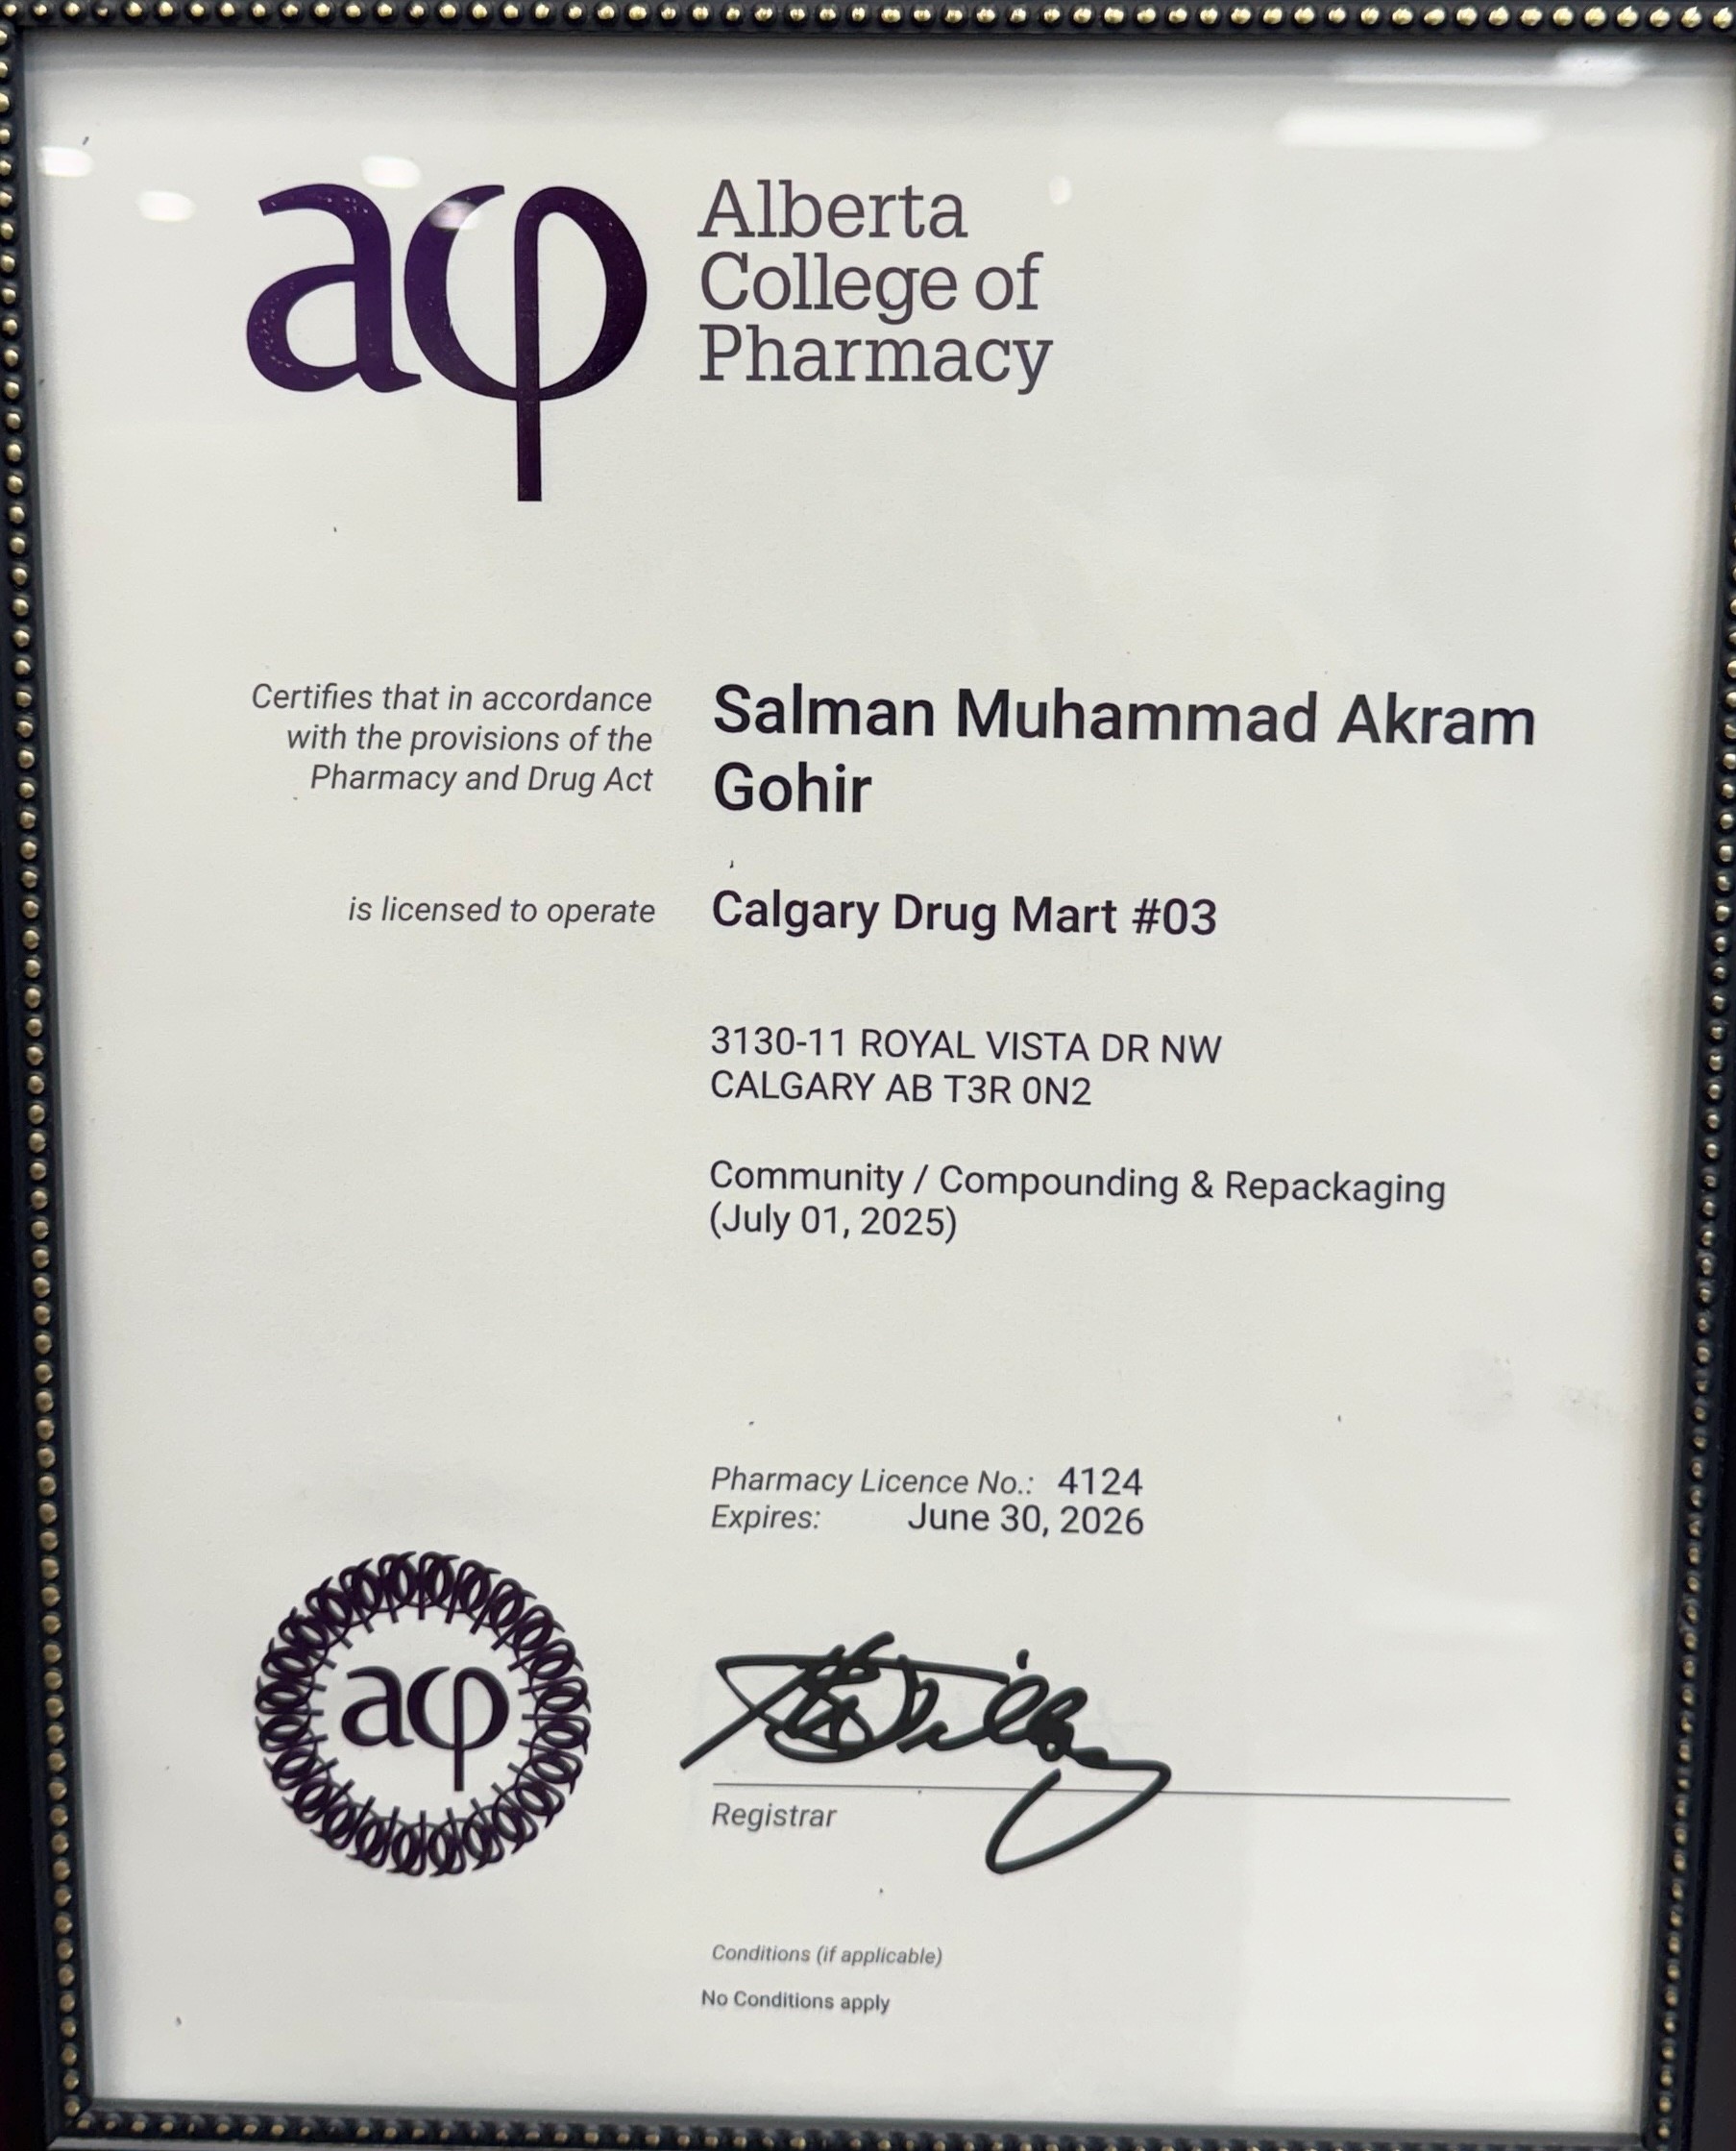 acp
Alberta
College of
Pharmacy
Certifies that in accordance
with the provisions of the
Pharmacy and Drug Act
Salman Muhammad Akram
Gohir
is licensed to operate
Calgary Drug Mart #03
3130-11 ROYAL VISTA DR NW
CALGARY AB T3R 0N2
Community / Compounding & Repackaging
(July 01, 2025)
Pharmacy Licence No.: 4124
Expires: June 30, 2026
acp
Registrar
Conditions (if applicable)
No Conditions apply